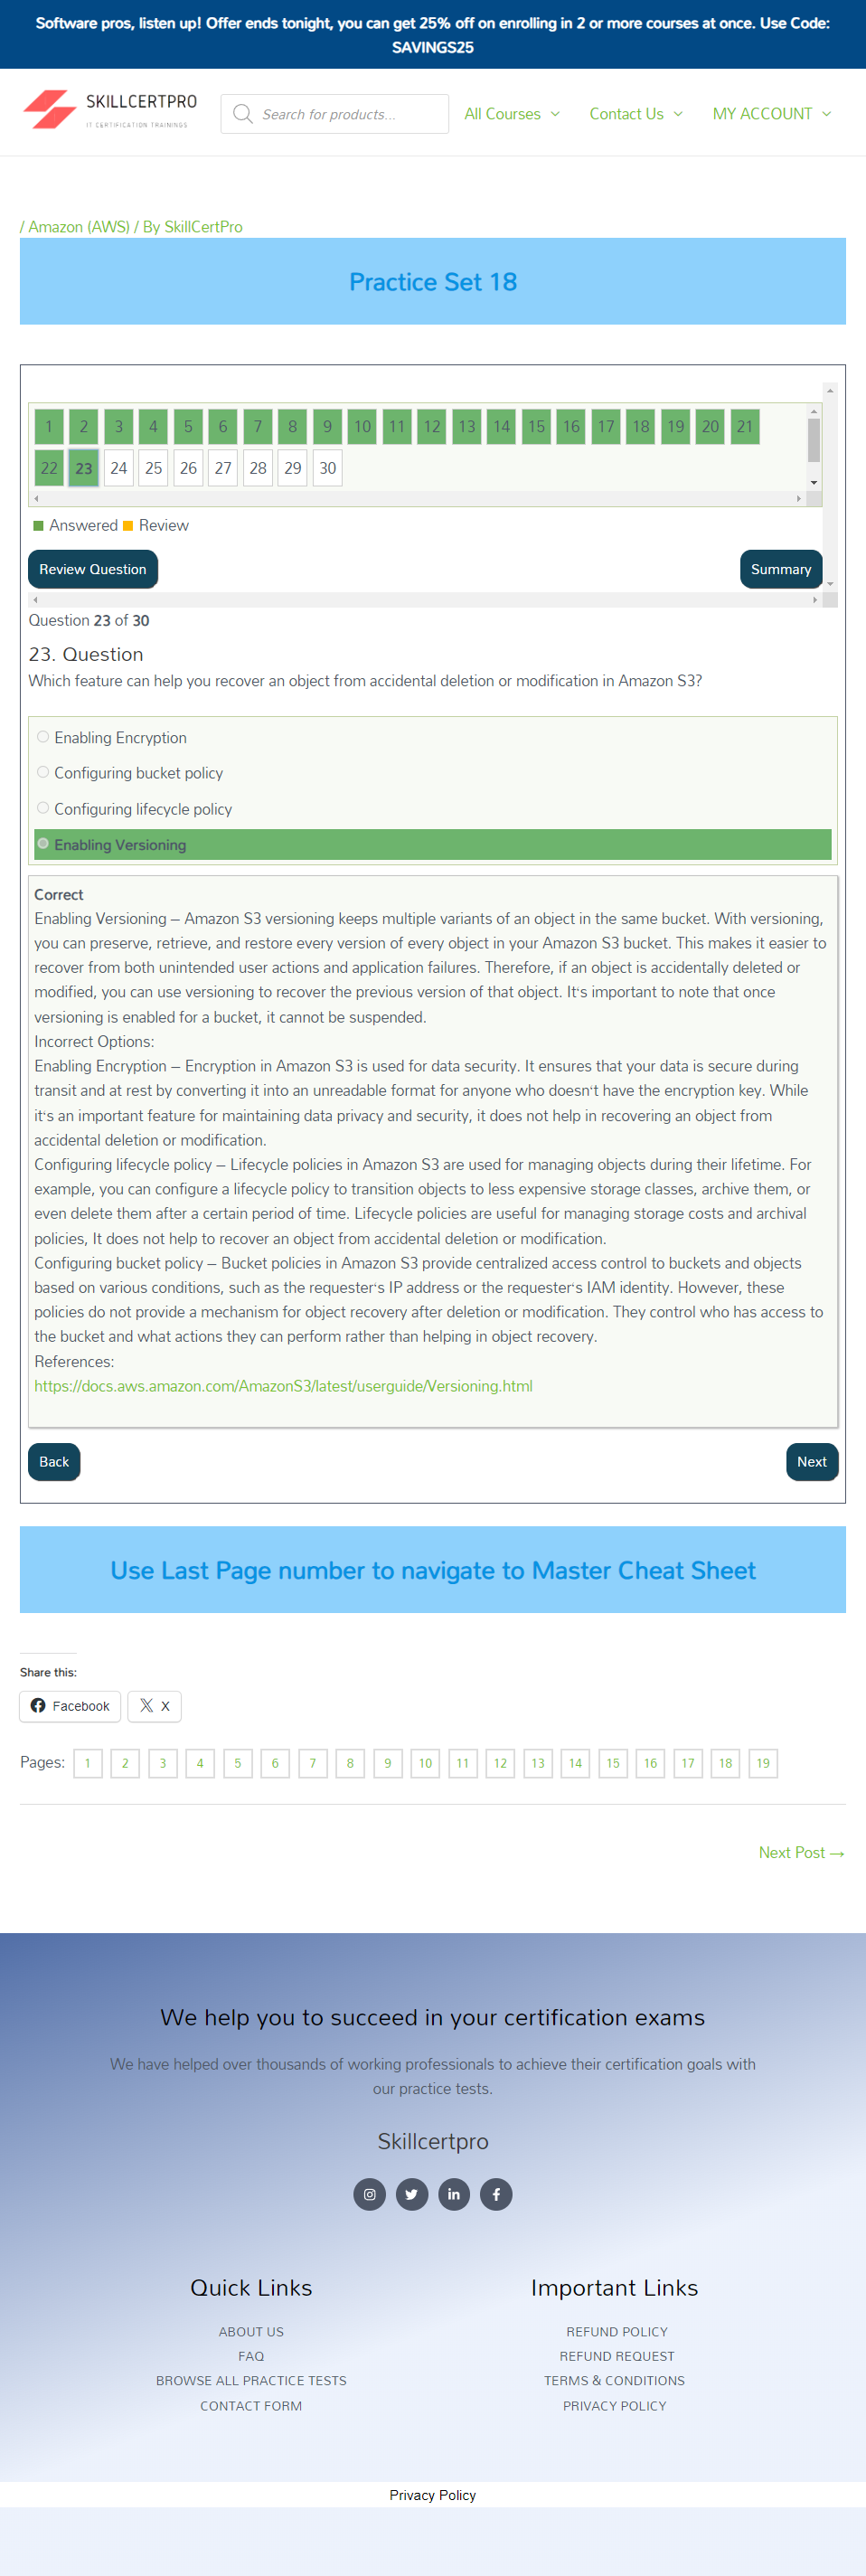 Software pros, listen up! Offer ends tonight, you can get 25% off on enrolling in 2 or more courses at once. Use Code:
SAVINGS25
SKILLCERTPRO
IT CERTIFICATION TRAININGS
Search for products...
All Courses
Contact Us
MY ACCOUNT
/ Amazon (AWS) / By SkillCertPro
Practice Set 18
1 2 3 4 5 6 7 8 9 10 11 12 13 14 15 16 17 18 19 20 21
22 23 24 25 26 27 28 29 30
Answered Review
Review Question
Summary
Question 23 of 30
23. Question
Which feature can help you recover an object from accidental deletion or modification in Amazon S3?
Enabling Encryption
Configuring bucket policy
Configuring lifecycle policy
Enabling Versioning
Correct
Enabling Versioning – Amazon S3 versioning keeps multiple variants of an object in the same bucket. With versioning,
you can preserve, retrieve, and restore every version of every object in your Amazon S3 bucket. This makes it easier to
recover from both unintended user actions and application failures. Therefore, if an object is accidentally deleted or
modified, you can use versioning to recover the previous version of that object. It‘s important to note that once
versioning is enabled for a bucket, it cannot be suspended.
Incorrect Options:
Enabling Encryption – Encryption in Amazon S3 is used for data security. It ensures that your data is secure during
transit and at rest by converting it into an unreadable format for anyone who doesn‘t have the encryption key. While
it‘s an important feature for maintaining data privacy and security, it does not help in recovering an object from
accidental deletion or modification.
Configuring lifecycle policy – Lifecycle policies in Amazon S3 are used for managing objects during their lifetime. For
example, you can configure a lifecycle policy to transition objects to less expensive storage classes, archive them, or
even delete them after a certain period of time. Lifecycle policies are useful for managing storage costs and archival
policies, It does not help to recover an object from accidental deletion or modification.
Configuring bucket policy – Bucket policies in Amazon S3 provide centralized access control to buckets and objects
based on various conditions, such as the requester‘s IP address or the requester‘s IAM identity. However, these
policies do not provide a mechanism for object recovery after deletion or modification. They control who has access to
the bucket and what actions they can perform rather than helping in object recovery.
References:
https://docs.aws.amazon.com/AmazonS3/latest/userguide/Versioning.html
Back
Next
Use Last Page number to navigate to Master Cheat Sheet
Share this:
Facebook
X
Pages: 1 2 3 4 5 6 7 8 9 10 11 12 13 14 15 16 17 18 19
Next Post →
We help you to succeed in your certification exams
We have helped over thousands of working professionals to achieve their certification goals with
our practice tests.
Skillcertpro
Quick Links
ABOUT US
FAQ
BROWSE ALL PRACTICE TESTS
CONTACT FORM
Important Links
REFUND POLICY
REFUND REQUEST
TERMS & CONDITIONS
PRIVACY POLICY
Privacy Policy